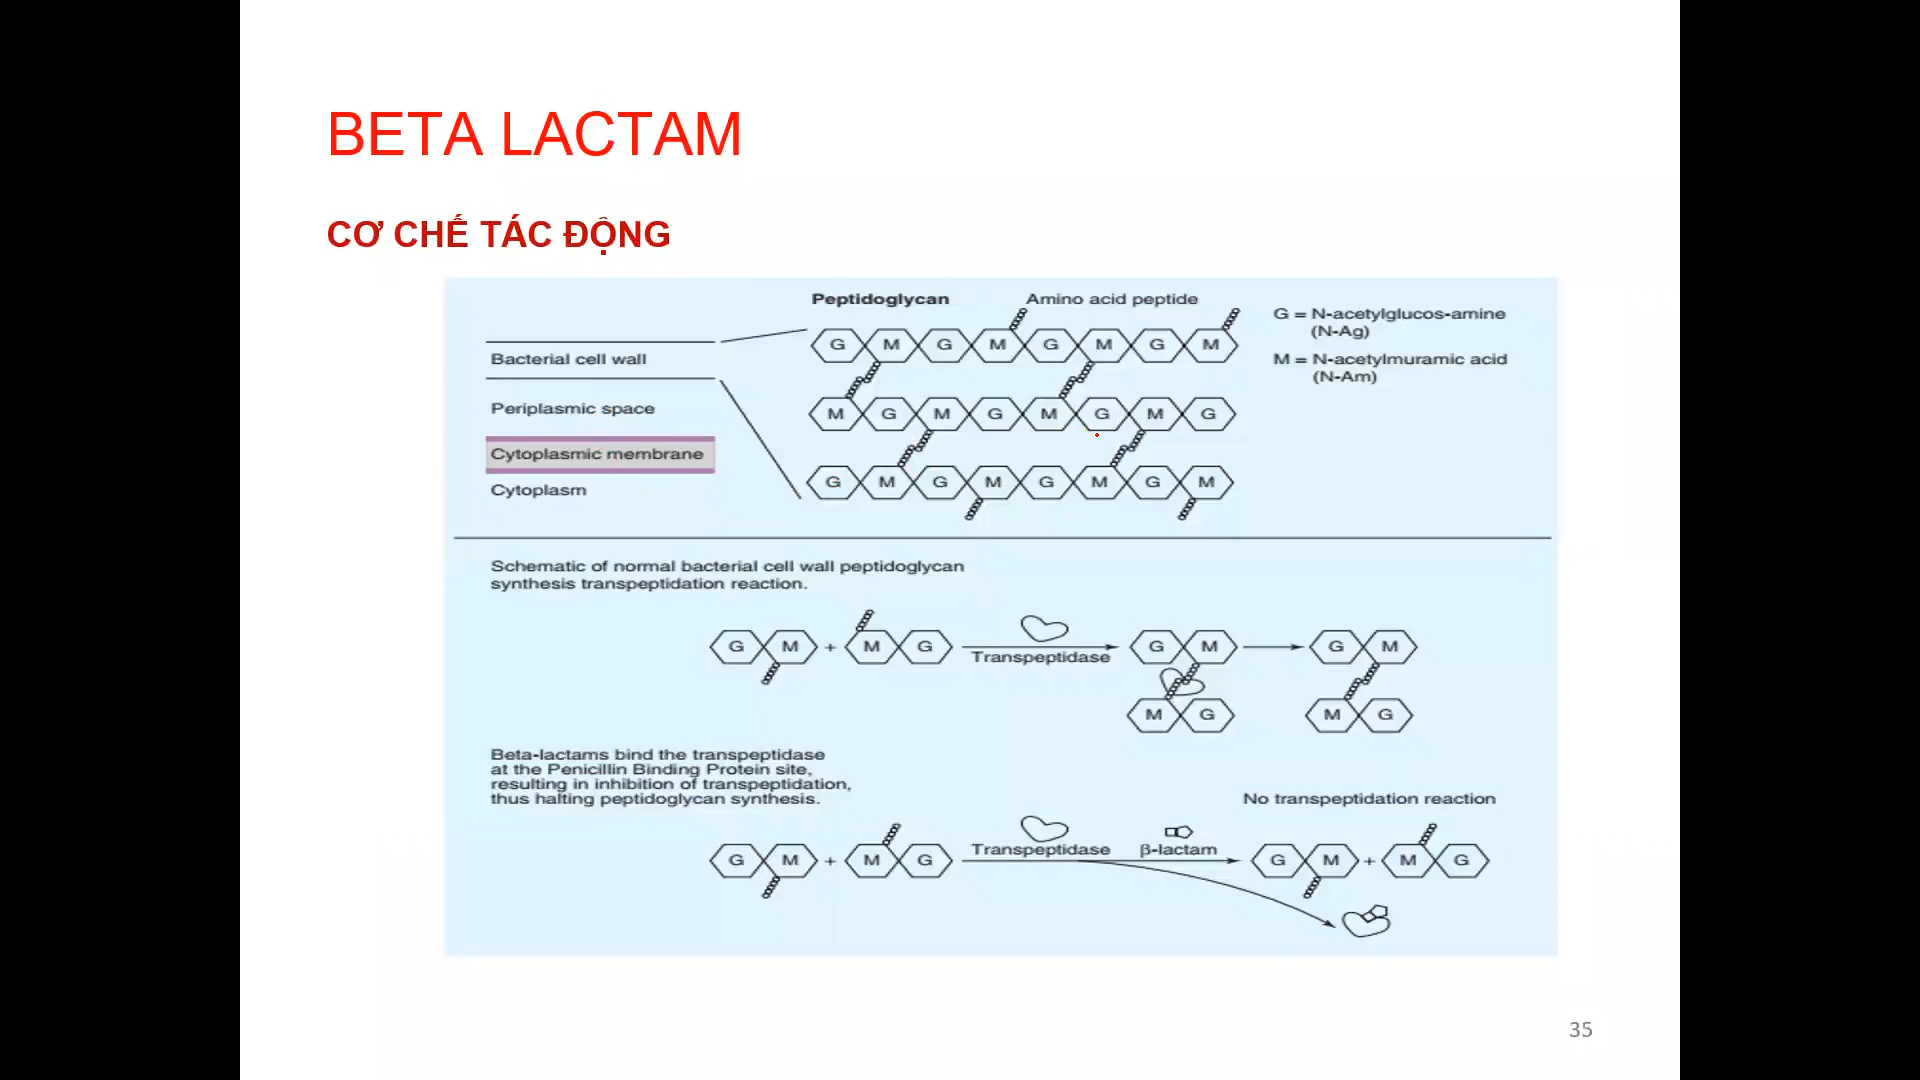 BETA LACTAM
CƠ CHẾ TÁC ĐỘNG
Peptidoglycan
Amino acid peptide
G = N-acetylglucos-amine
(N-Ag)
M = N-acetylmuramic acid
(N-Am)
Bacterial cell wall
Periplasmic space
Cytoplasmic membrane
Cytoplasm
G M G M G M G M
M G M G M G M G
G M G M G M G M
Schematic of normal bacterial cell wall peptidoglycan
synthesis transpeptidation reaction.
G M + M G
Transpeptidase
G M
M G
G M
M G
Beta-lactams bind the transpeptidase
at the Penicillin Binding Protein site,
resulting in inhibition of transpeptidation,
thus halting peptidoglycan synthesis.
No transpeptidation reaction
G M + M G
Transpeptidase
β-lactam
G M + M G
35